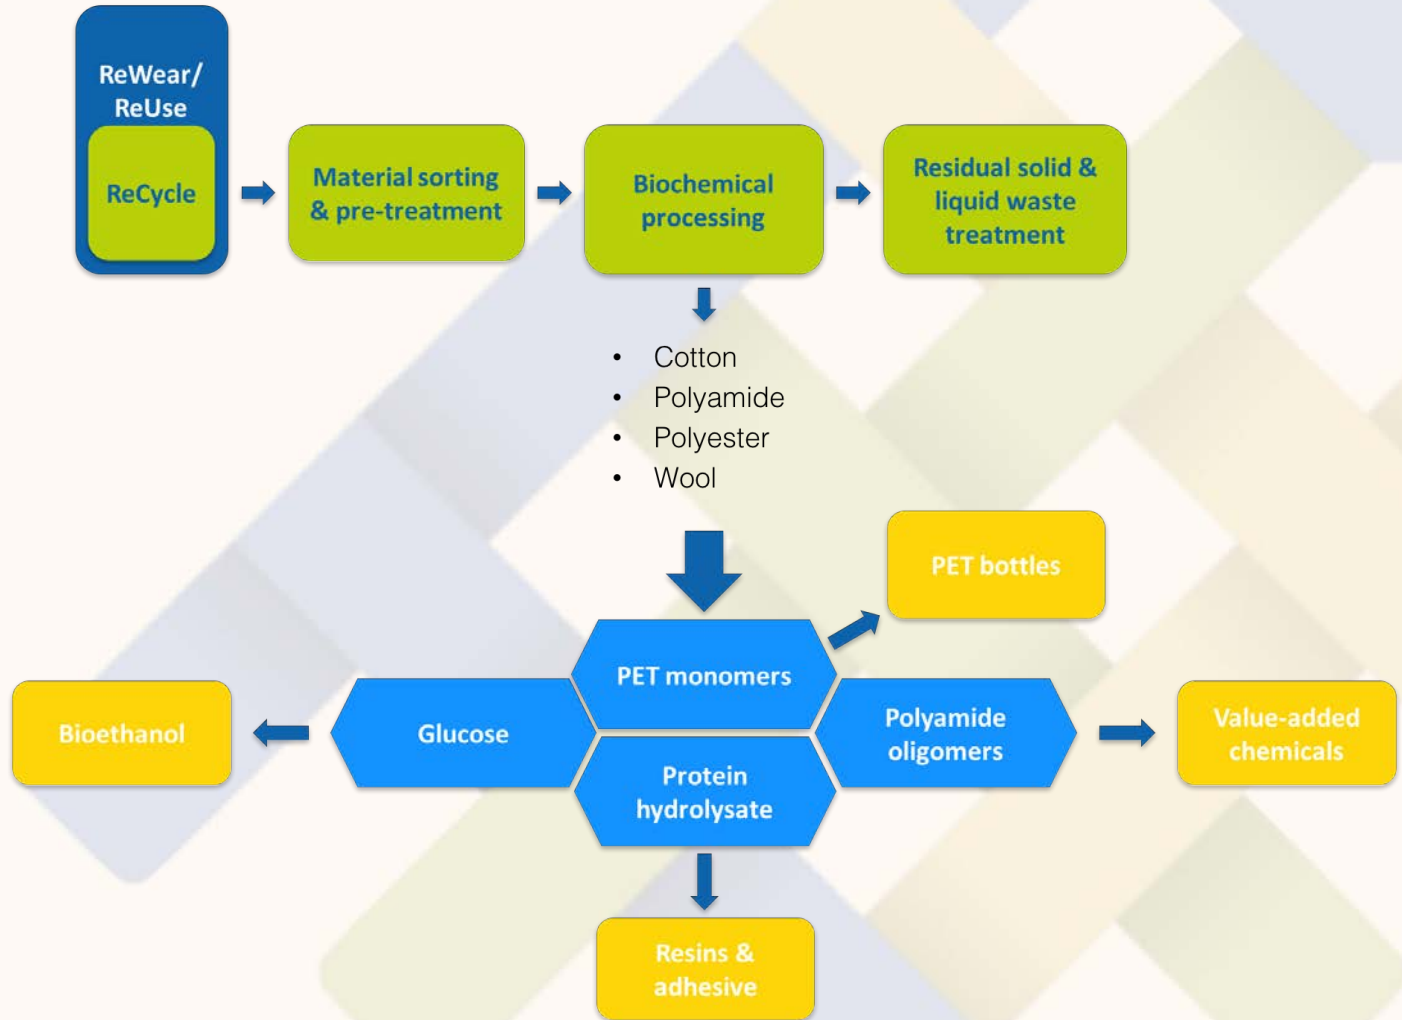 ReWear/
ReUse
ReCycle
Material sorting
& pre-treatment
Biochemical
processing
Residual solid &
liquid waste
treatment
• Cotton
• Polyamide
• Polyester
• Wool
PET bottles
PET monomers
Bioethanol
Glucose
Polyamide
oligomers
Value-added
chemicals
Protein
hydrolysate
Resins &
adhesive